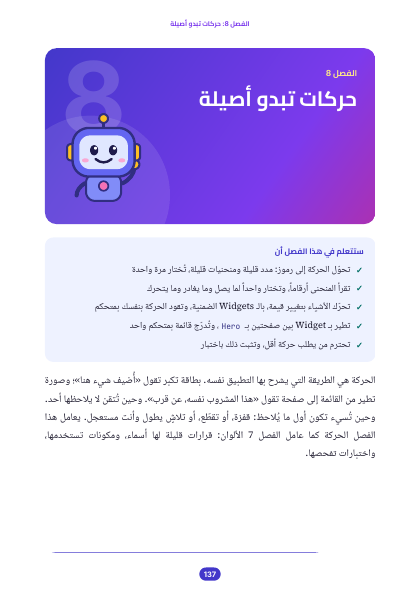 الفصل 8: حركات تبدو أصيلة
8
الفصل 8
حركات تبدو أصيلة
ستتعلم في هذا الفصل أن
✓ تحوّل الحركة إلى رموز: مدد قليلة ومنحنيات قليلة، تُختار مرة واحدة
✓ تقرأ المنحنى أرقاماً، وتختار واحداً لما يصل وما يغادر وما يتحرك
✓ تحرّك الأشياء بتغيير قيمة، بالـ Widgets الضمنية، وتقود الحركة بنفسك بمتحكم
✓ تطير بـ Widget بين صفحتين بـ Hero ، وتُدرّج قائمة بمتحكم واحد
✓ تحترم من يطلب حركة أقل، وتثبت ذلك باختبار
الحركة هي الطريقة التي يشرح بها التطبيق نفسه. بطاقة تكبر تقول «أُضيف شيء هنا»؛ وصورة
تطير من القائمة إلى صفحة تقول «هذا المشروب نفسه، عن قرب». وحين تُتقن لا يلاحظها أحد.
وحين تُسيء تكون أول ما يُلاحظ: قفزة، أو تقطّع، أو تلاشٍ يطول وأنت مستعجل. يعامل هذا
الفصل الحركة كما عامل الفصل 7 الألوان: قرارات قليلة لها أسماء، ومكونات تستخدمها،
واختبارات تفحصها.
137